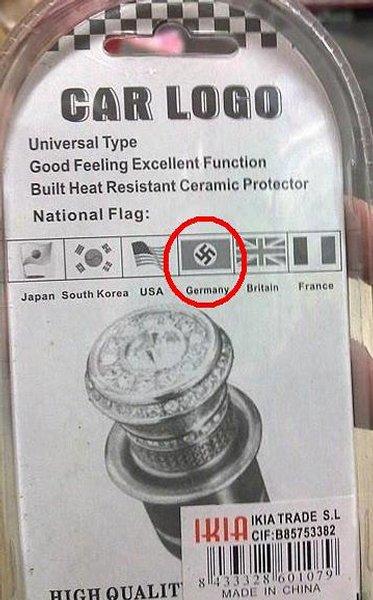 CAR LOGO
Universal Type
Good Feeling Excellent Function
Built Heat Resistant Ceramic Protector
National Flag:
Japan South Korea USA Germany Britain France
IKIA IKIA TRADE S.L
CIF:B85753382
8 433328 601079
MADE IN CHINA
HIGH QUALIT